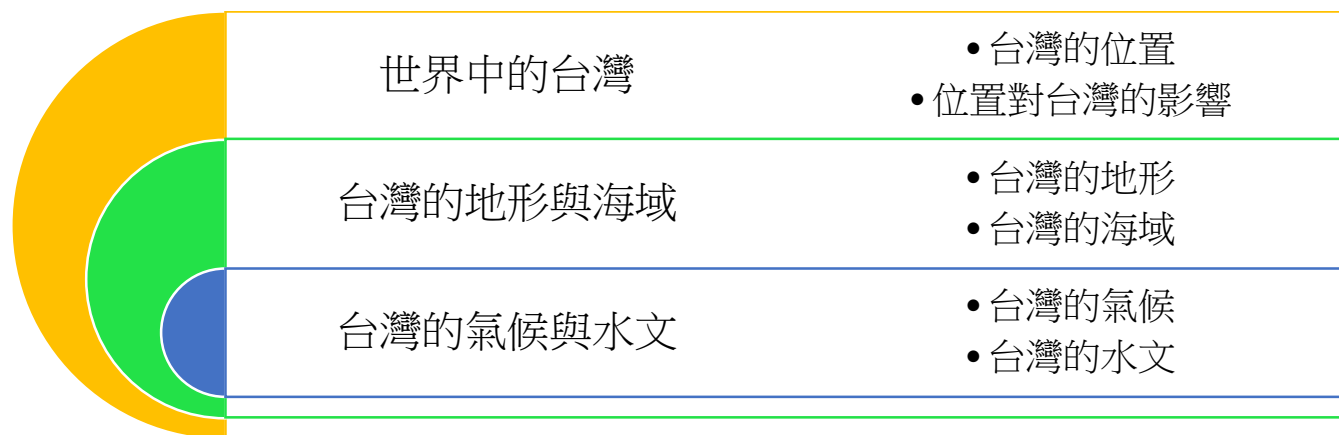 世界中的台灣
•台灣的位置
•位置對台灣的影響
台灣的地形與海域
•台灣的地形
•台灣的海域
台灣的氣候與水文
•台灣的氣候
•台灣的水文